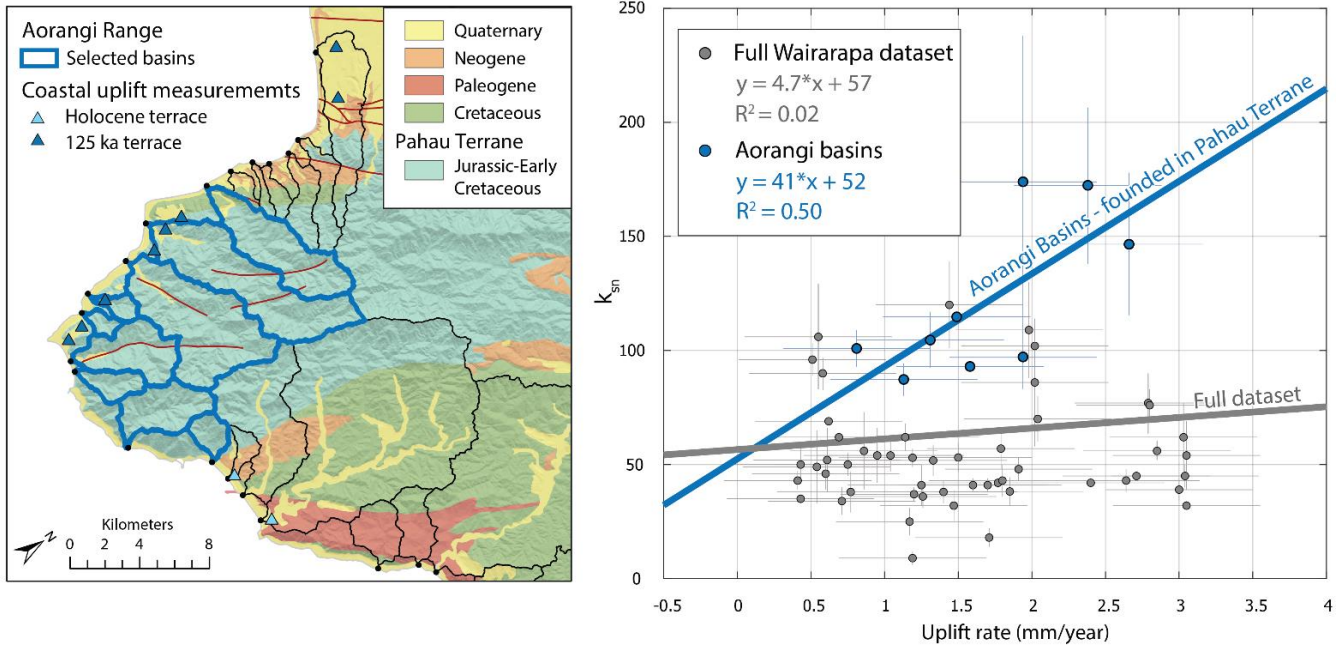 Aorangi Range
Selected basins
Coastal uplift measurememts
Holocene terrace
125 ka terrace
Quaternary
Neogene
Paleogene
Cretaceous
Pahau Terrane
Jurassic-Early
Cretaceous
N
Kilometers
0 2 4 8
250
200
150
100
50
0
k_sn
Full Wairarapa dataset
y = 4.7*x + 57
R² = 0.02
Aorangi basins
y = 41*x + 52
R² = 0.50
Aorangi Basins - founded in Pahau Terrane
Full dataset
-0.5 0 0.5 1 1.5 2 2.5 3 3.5 4
Uplift rate (mm/year)